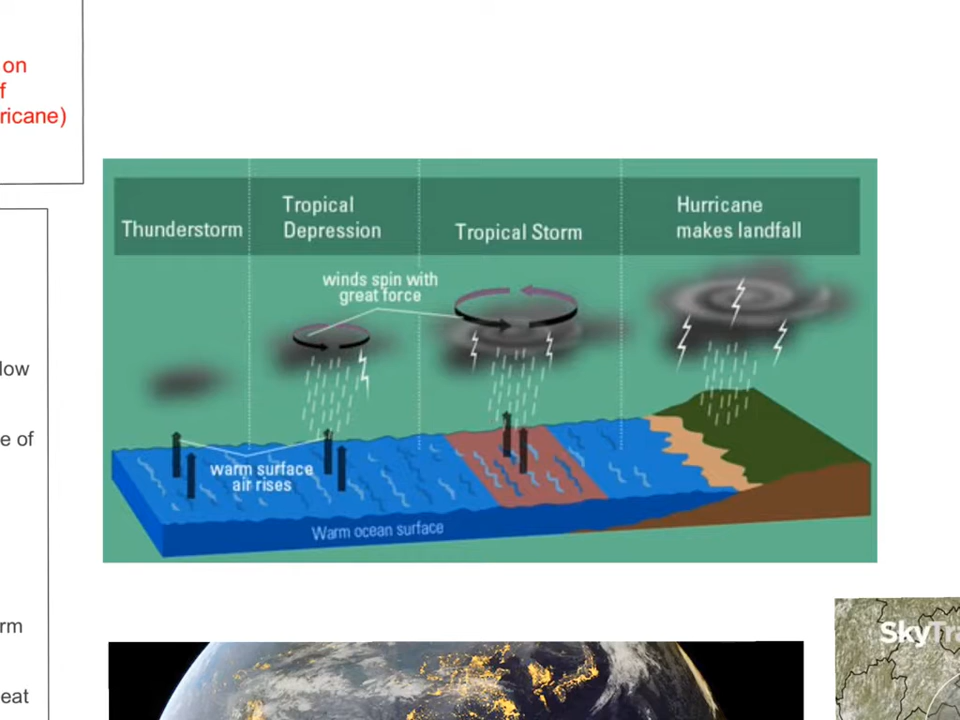 on
f
ricane)
low
e of
rm
eat
Thunderstorm
Tropical
Depression
Tropical Storm
Hurricane
makes landfall
winds spin with
great force
warm surface
air rises
Warm ocean surface
SkyTra